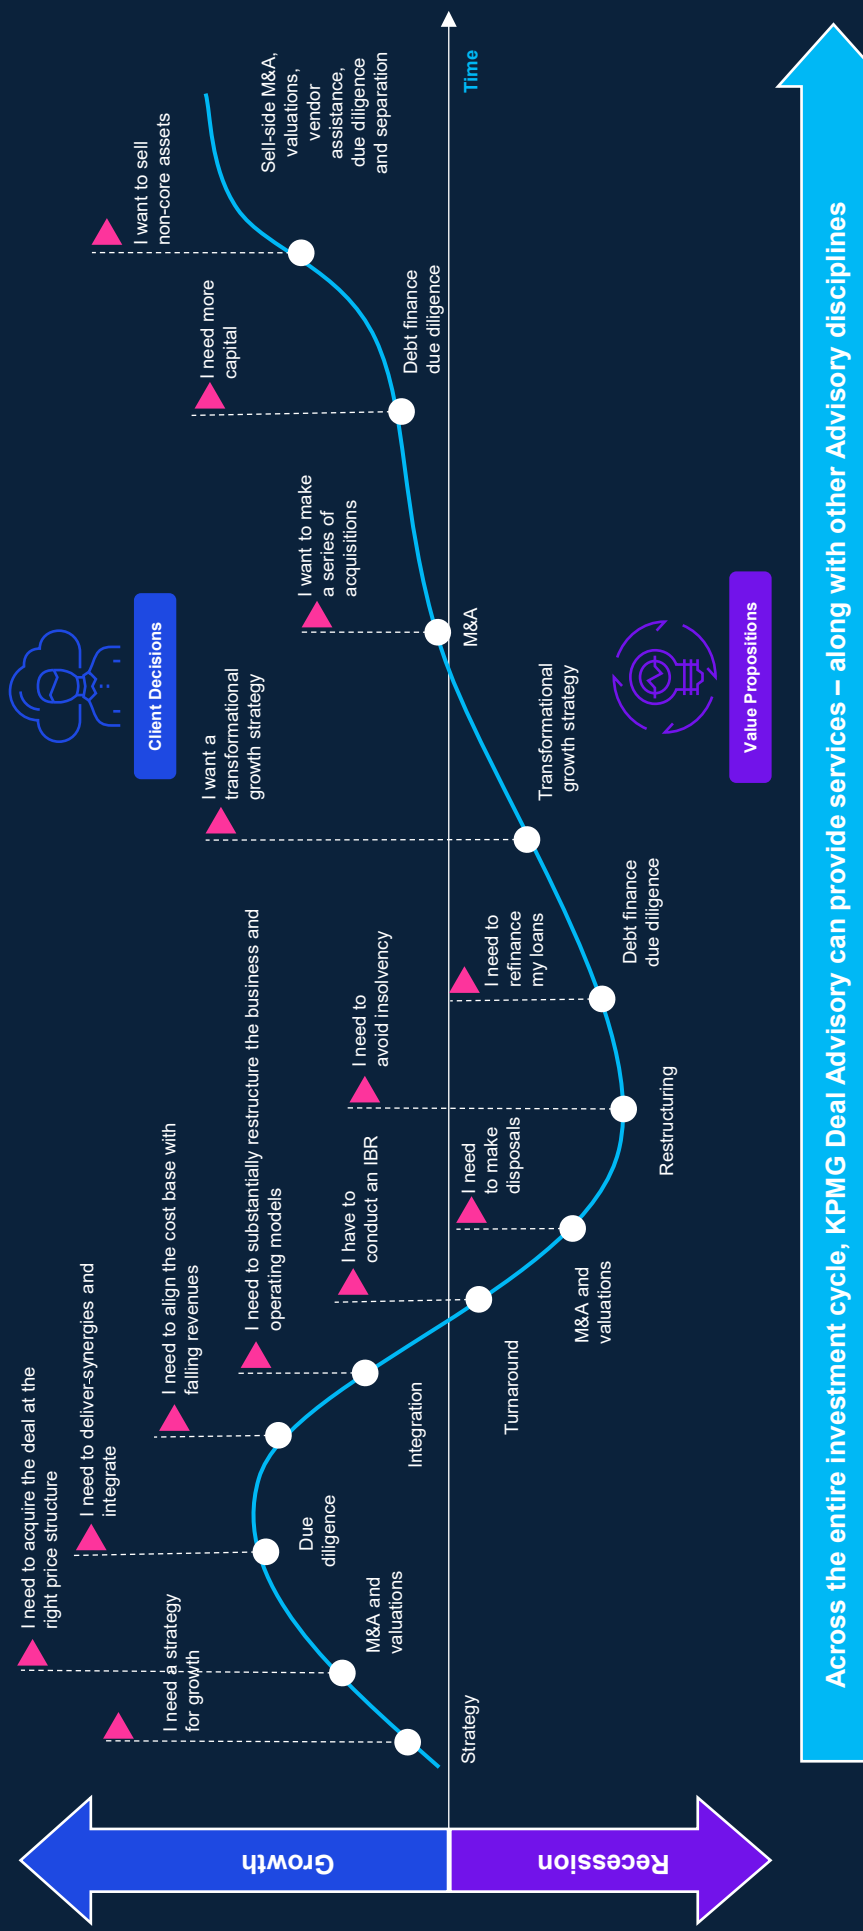 Growth
Recession
Time
Client Decisions
Value Propositions
I need a strategy
for growth
Strategy
I need to acquire the deal at the
right price structure
M&A and
valuations
I need to deliver-synergies and
integrate
Due
diligence
I need to align the cost base with
falling revenues
Integration
I need to substantially restructure the business and
operating models
Turnaround
I have to
conduct an IBR
M&A and
valuations
I need
to make
disposals
Restructuring
I need to
avoid insolvency
I need to
refinance
my loans
Debt finance
due diligence
I want a
transformational
growth strategy
Transformational
growth strategy
I want to make
a series of
acquisitions
M&A
I need more
capital
Debt finance
due diligence
I want to sell
non-core assets
Sell-side M&A,
valuations,
vendor
assistance,
due diligence
and separation
Across the entire investment cycle, KPMG Deal Advisory can provide services – along with other Advisory disciplines